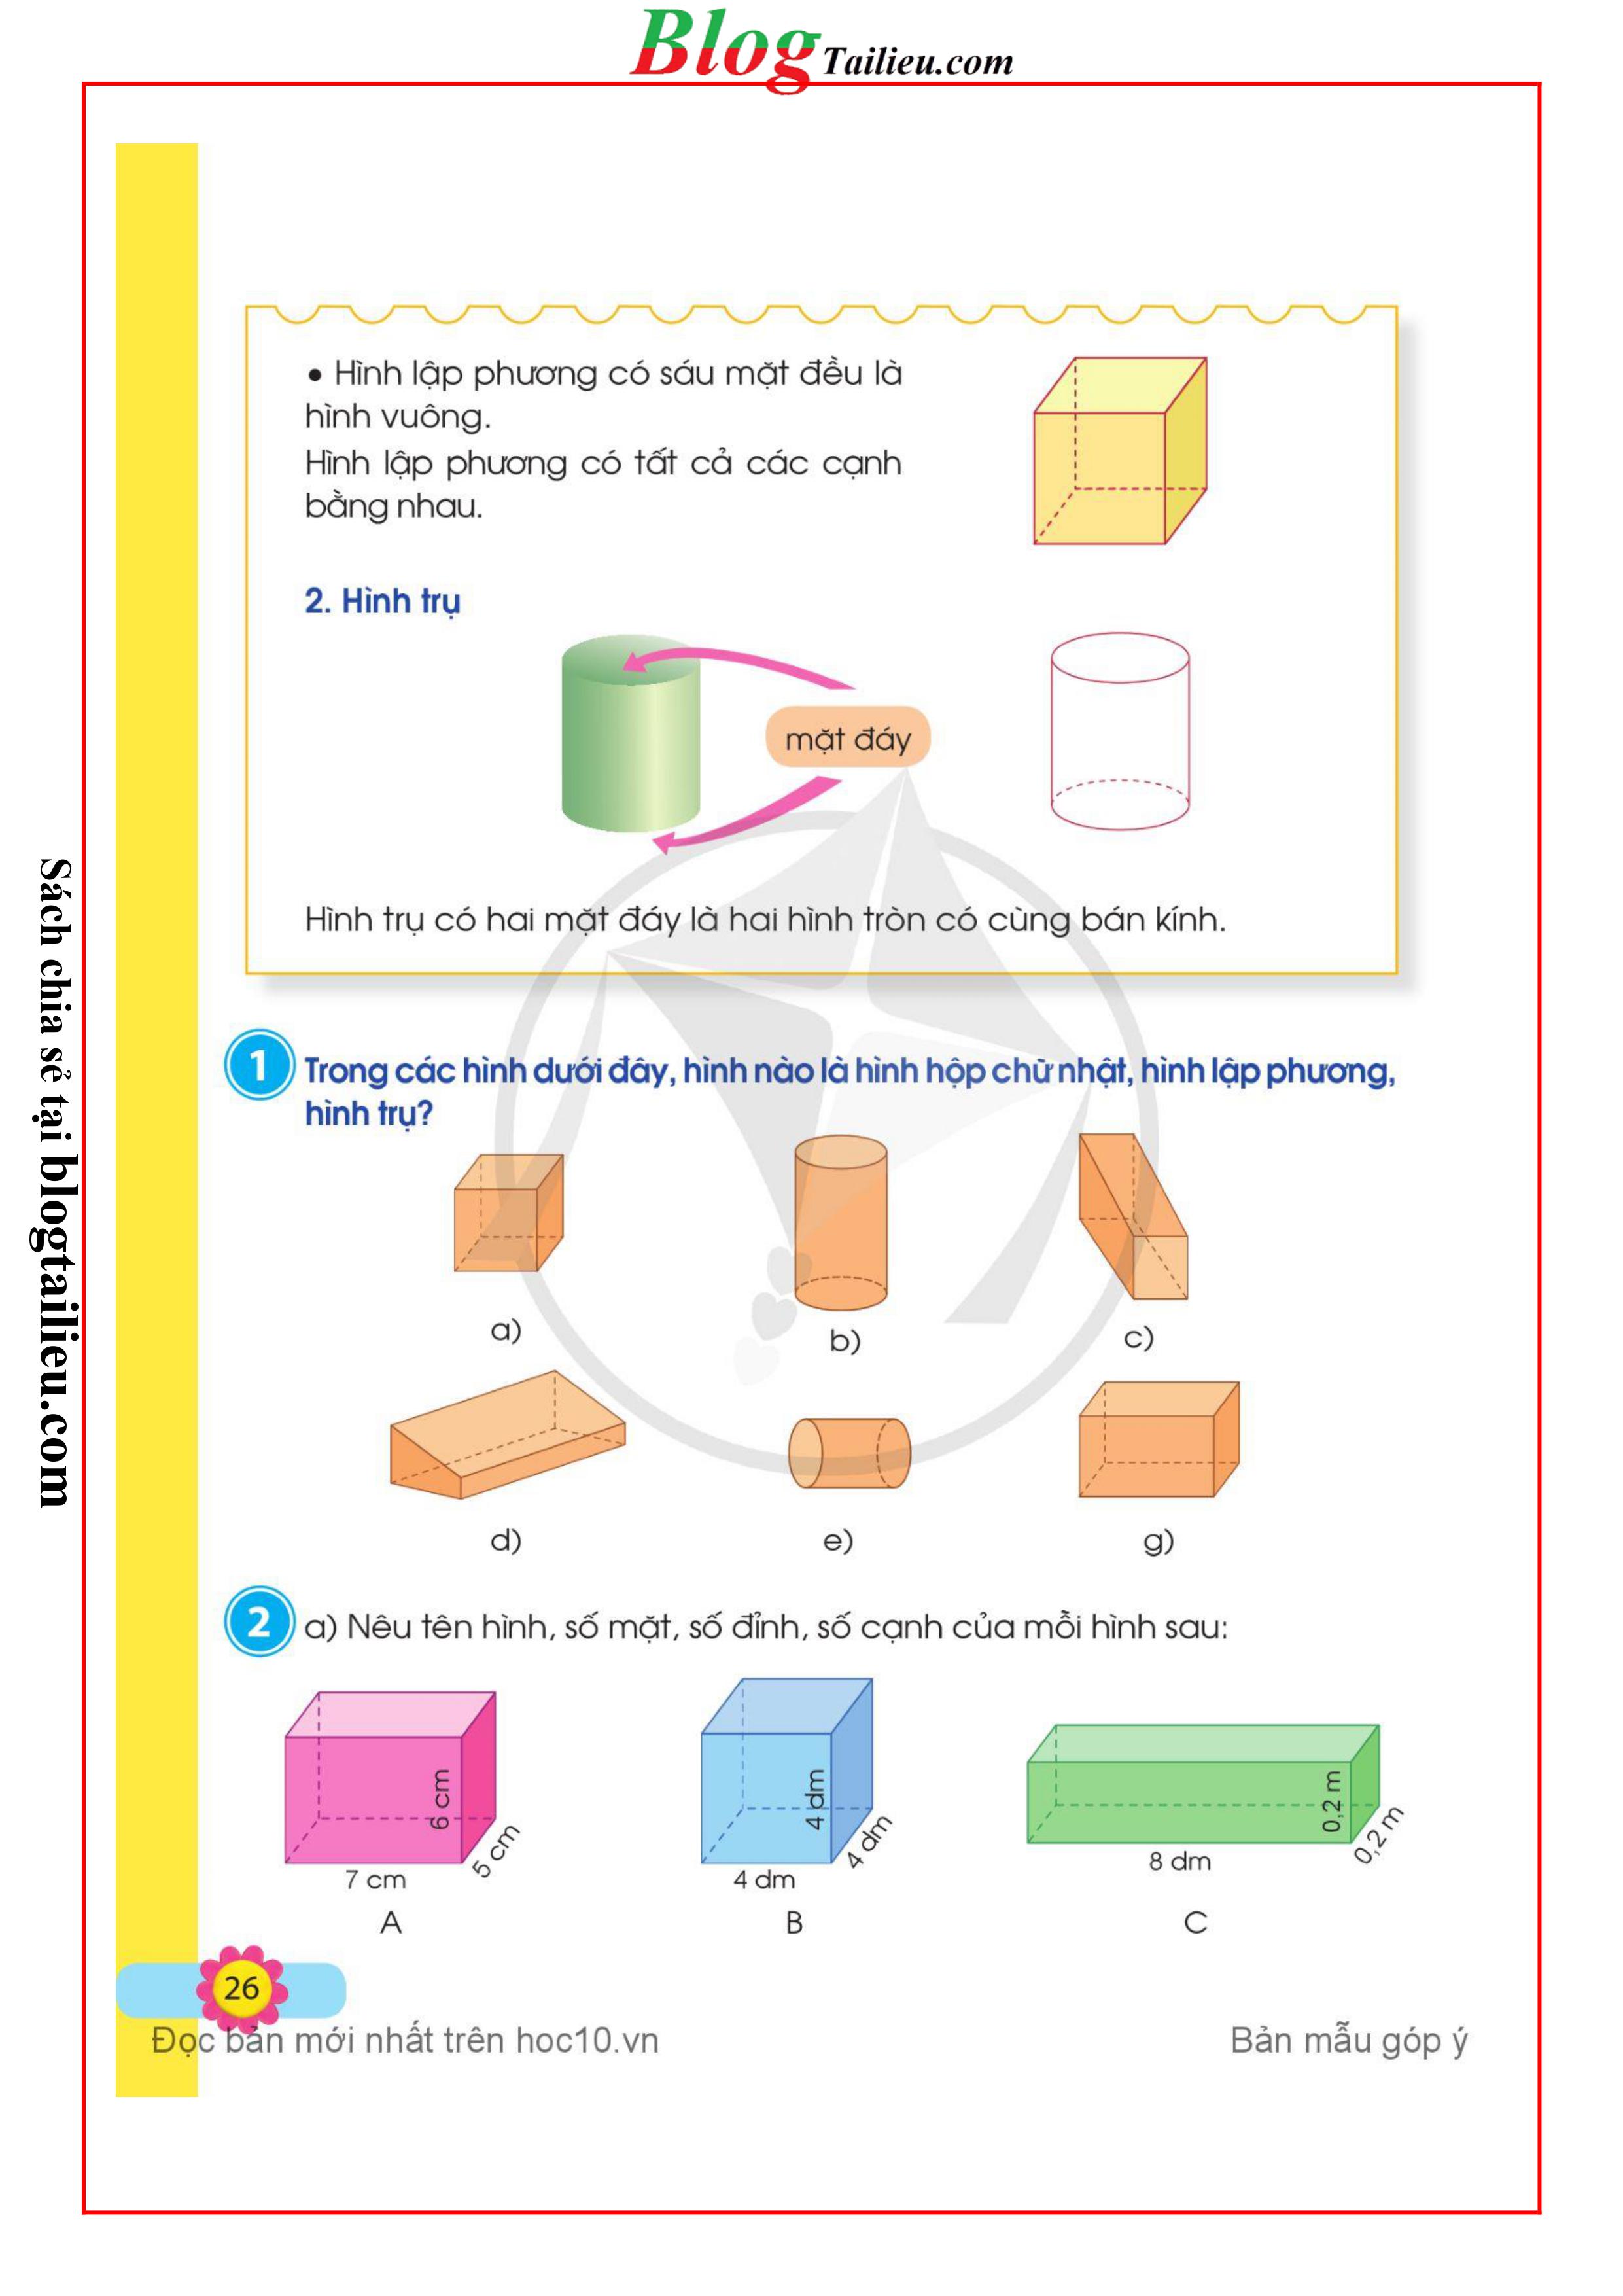 Blog Tailieu.com
• Hình lập phương có sáu mặt đều là
hình vuông.
Hình lập phương có tất cả các cạnh
bằng nhau.
2. Hình trụ
mặt đáy
Hình trụ có hai mặt đáy là hai hình tròn có cùng bán kính.
Sách chia sẻ tại blogtailieu.com
1 Trong các hình dưới đây, hình nào là hình hộp chữ nhật, hình lập phương,
hình trụ?
a) b) c)
d) e) g)
2 a) Nêu tên hình, số mặt, số đỉnh, số cạnh của mỗi hình sau:
6 cm
5 cm
7 cm
4 dm
4 dm
4 dm
0,2 m
0,2 m
8 dm
A B C
26
Đọc bản mới nhất trên hoc10.vn Bản mẫu góp ý